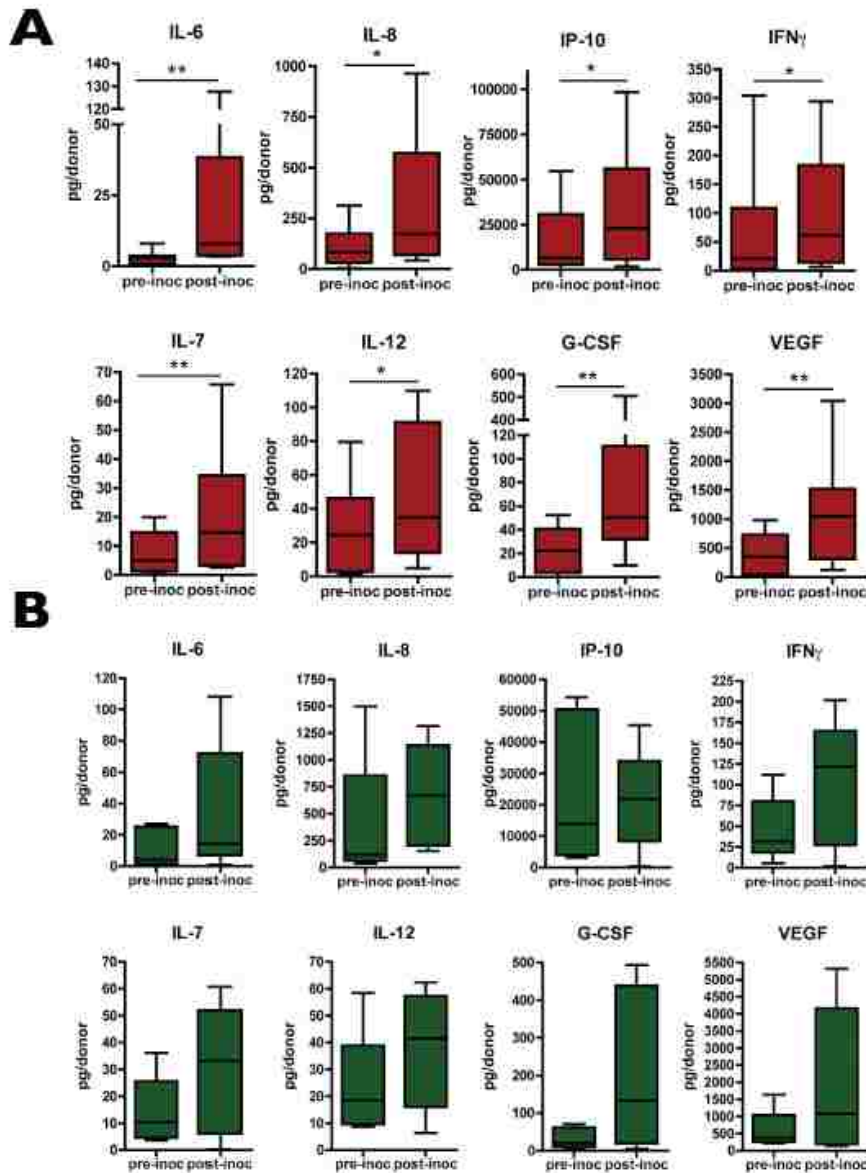 A
IL-6 IL-8 IP-10 IFNγ
** * * *
140 130 120 110 50 25 0
1000 750 500 250 0
100000 75000 50000 25000 0
350 300 250 200 150 100 50 0
pg/donor pg/donor pg/donor pg/donor
pre-inoc post-inoc pre-inoc post-inoc pre-inoc post-inoc pre-inoc post-inoc
IL-7 IL-12 G-CSF VEGF
** * ** **
70 60 50 40 30 20 10 0
120 100 80 60 40 20 0
600 500 400 120 100 80 60 40 20 0
3500 3000 2500 2000 1500 1000 500 0
pg/donor pg/donor pg/donor pg/donor
pre-inoc post-inoc pre-inoc post-inoc pre-inoc post-inoc pre-inoc post-inoc
B
IL-6 IL-8 IP-10 IFNγ
120 100 80 60 40 20 0
1750 1500 1250 1000 750 500 250 0
60000 50000 40000 30000 20000 10000 0
225 200 175 150 125 100 75 50 25 0
pg/donor pg/donor pg/donor pg/donor
pre-inoc post-inoc pre-inoc post-inoc pre-inoc post-inoc pre-inoc post-inoc
IL-7 IL-12 G-CSF VEGF
70 60 50 40 30 20 10 0
70 60 50 40 30 20 10 0
500 400 300 200 100 0
5500 5000 4500 4000 3500 3000 2500 2000 1500 1000 500 0
pg/donor pg/donor pg/donor pg/donor
pre-inoc post-inoc pre-inoc post-inoc pre-inoc post-inoc pre-inoc post-inoc